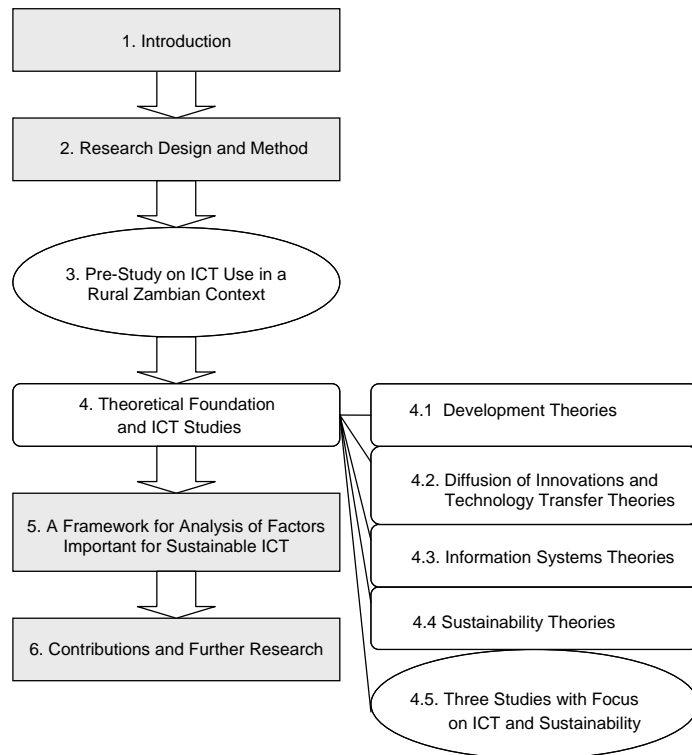 1. Introduction
2. Research Design and Method
3. Pre-Study on ICT Use in a
Rural Zambian Context
4. Theoretical Foundation
and ICT Studies
5. A Framework for Analysis of Factors
Important for Sustainable ICT
6. Contributions and Further Research
4.1 Development Theories
4.2. Diffusion of Innovations and
Technology Transfer Theories
4.3. Information Systems Theories
4.4 Sustainability Theories
4.5. Three Studies with Focus
on ICT and Sustainability